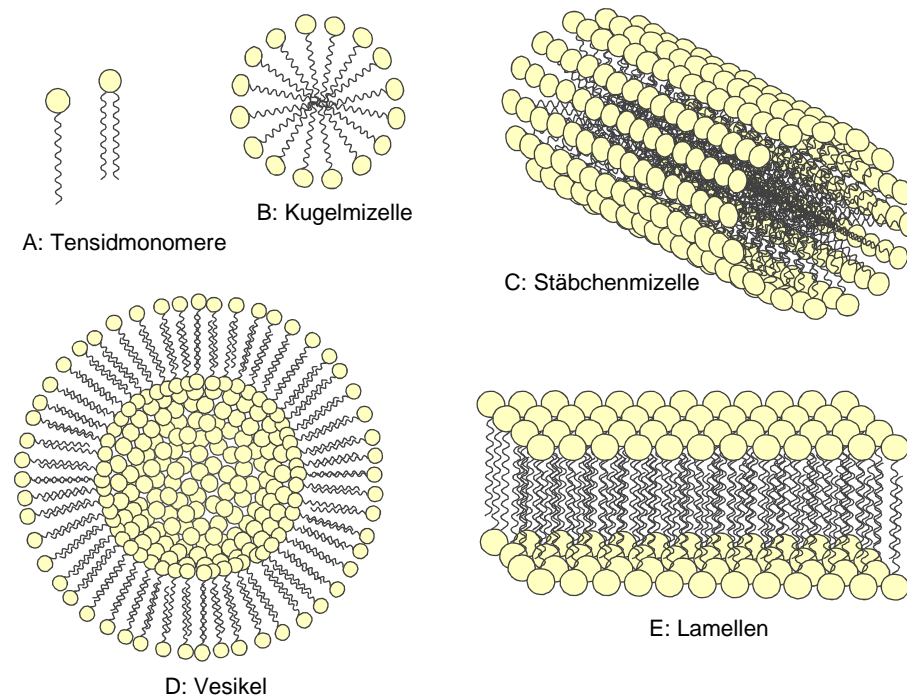 A: Tensidmonomere
B: Kugelmizelle
C: Stäbchenmizelle
D: Vesikel
E: Lamellen